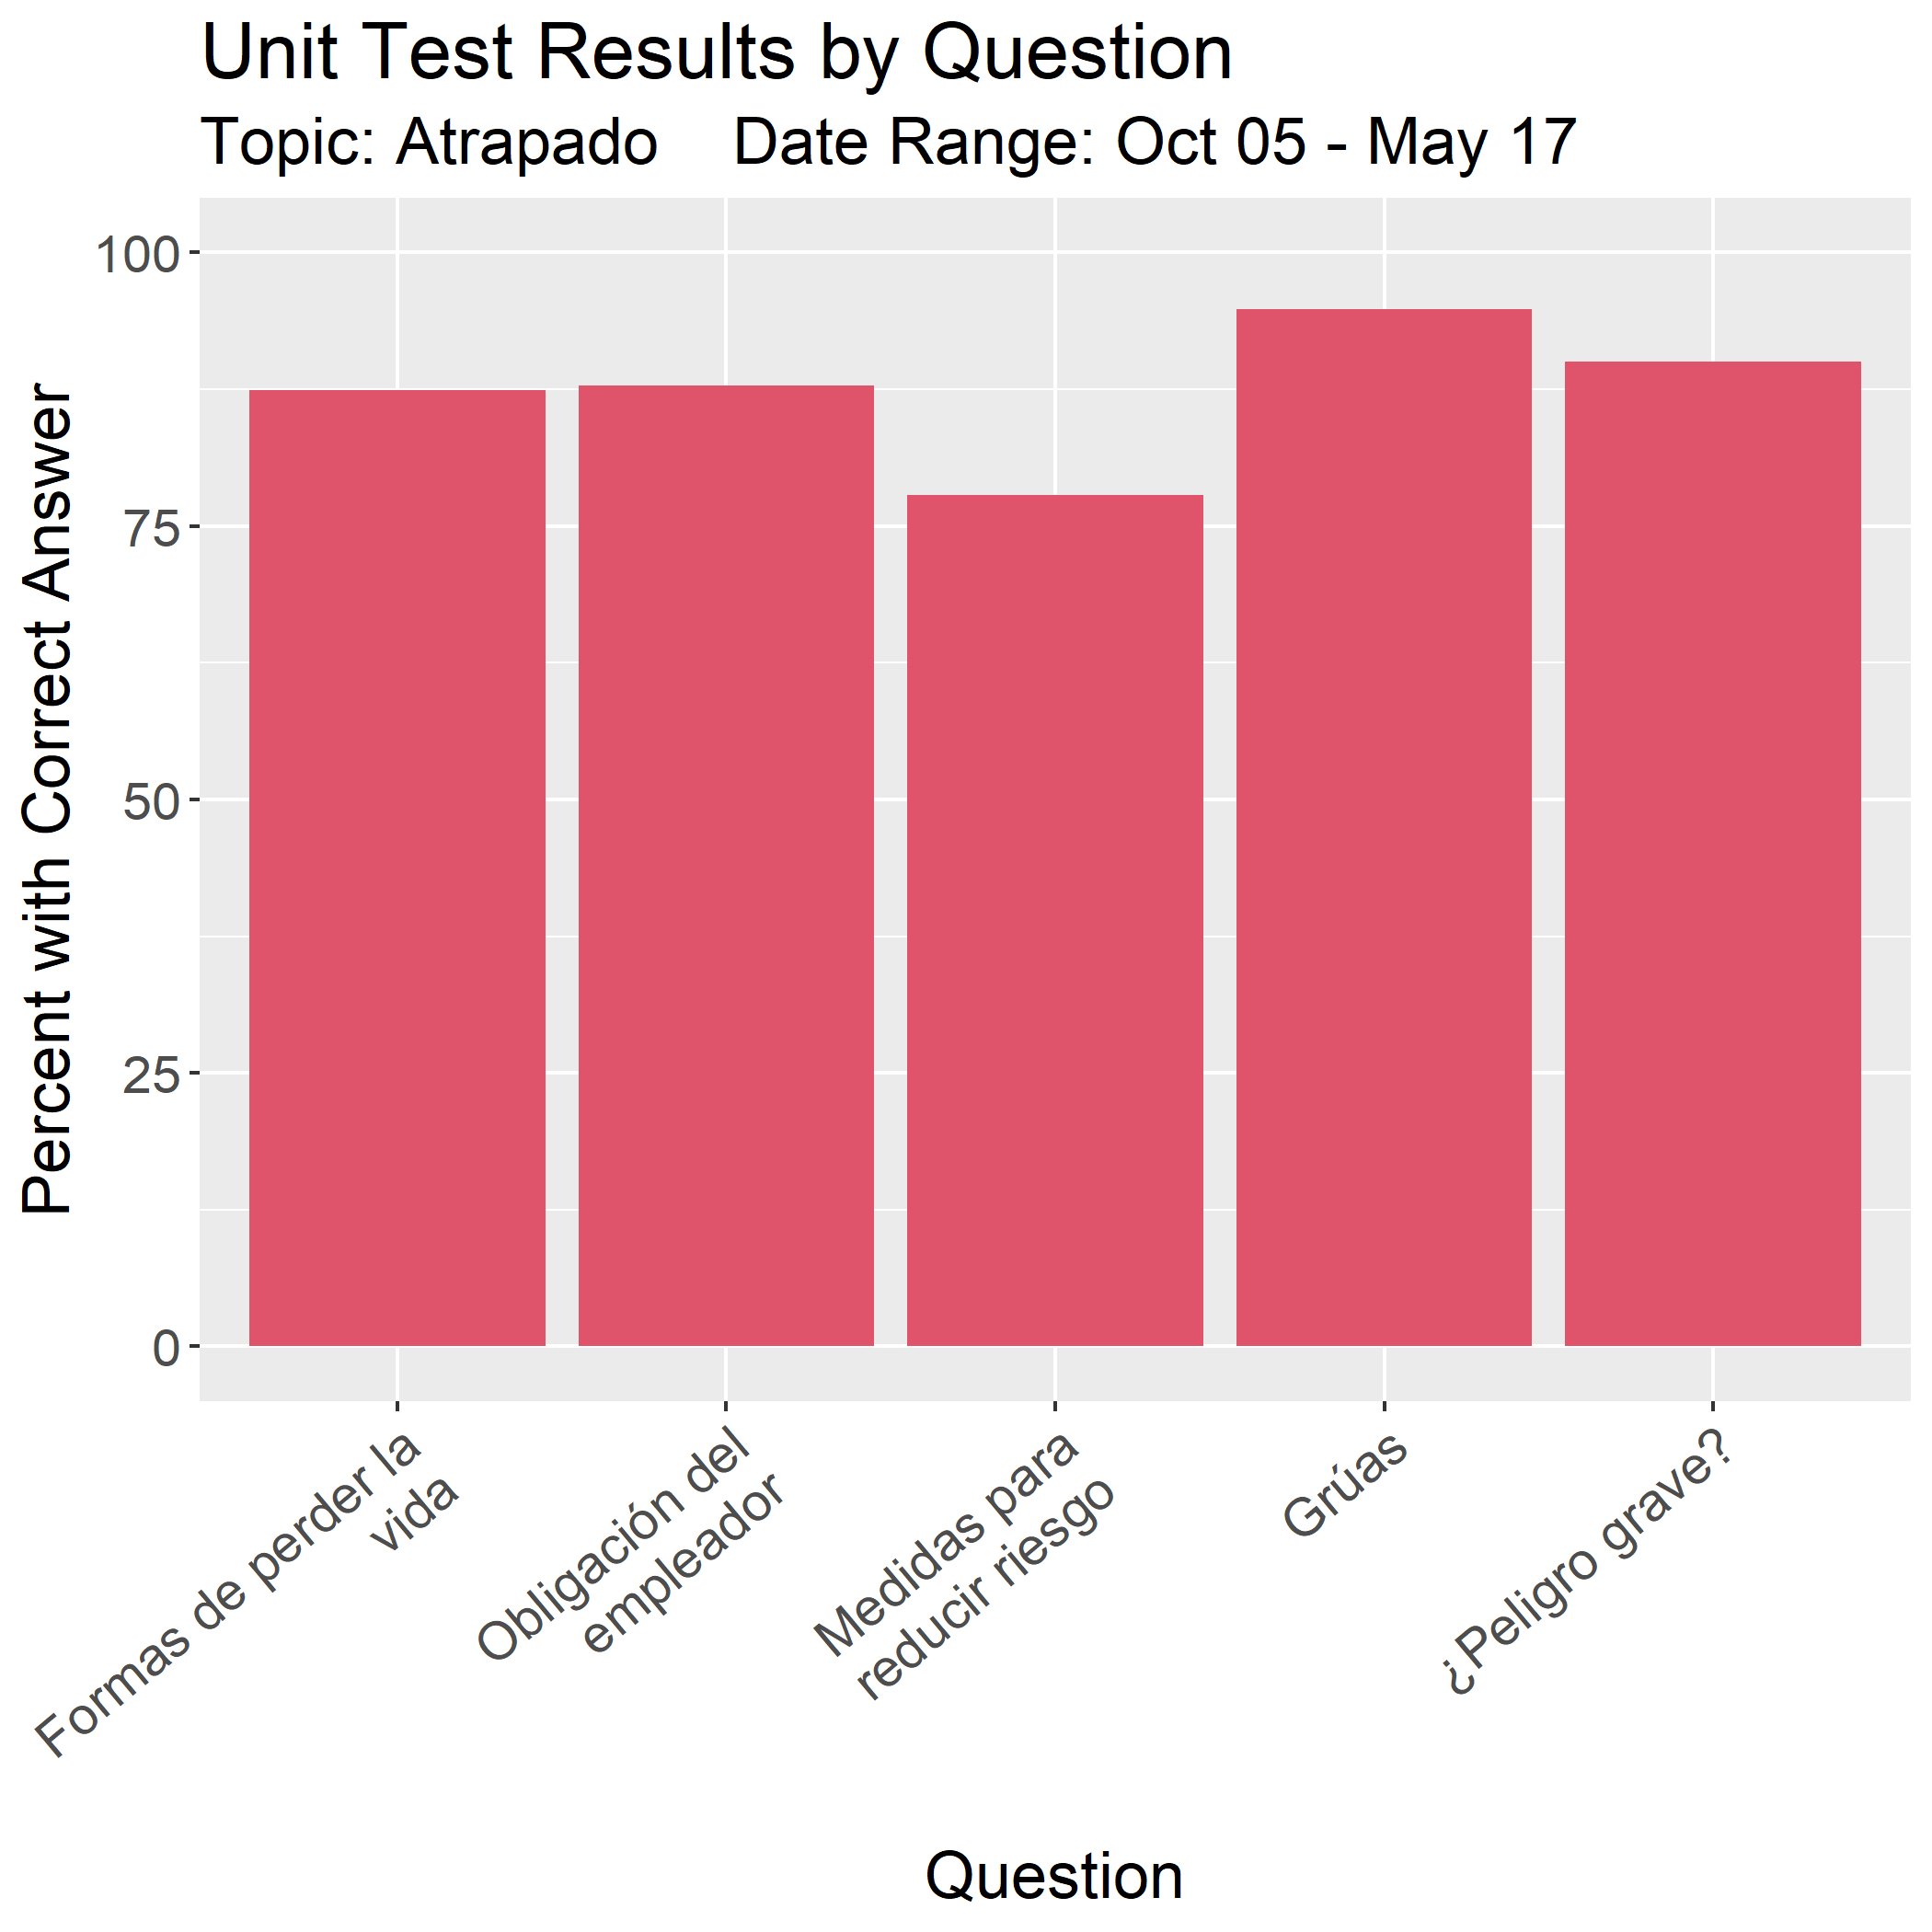 Unit Test Results by Question
Topic: Atrapado    Date Range: Oct 05 - May 17
Percent with Correct Answer
100
75
50
25
0
Formas de perder la
vida
Obligación del
empleador
Medidas para
reducir riesgo
Grúas
¿Peligro grave?
Question